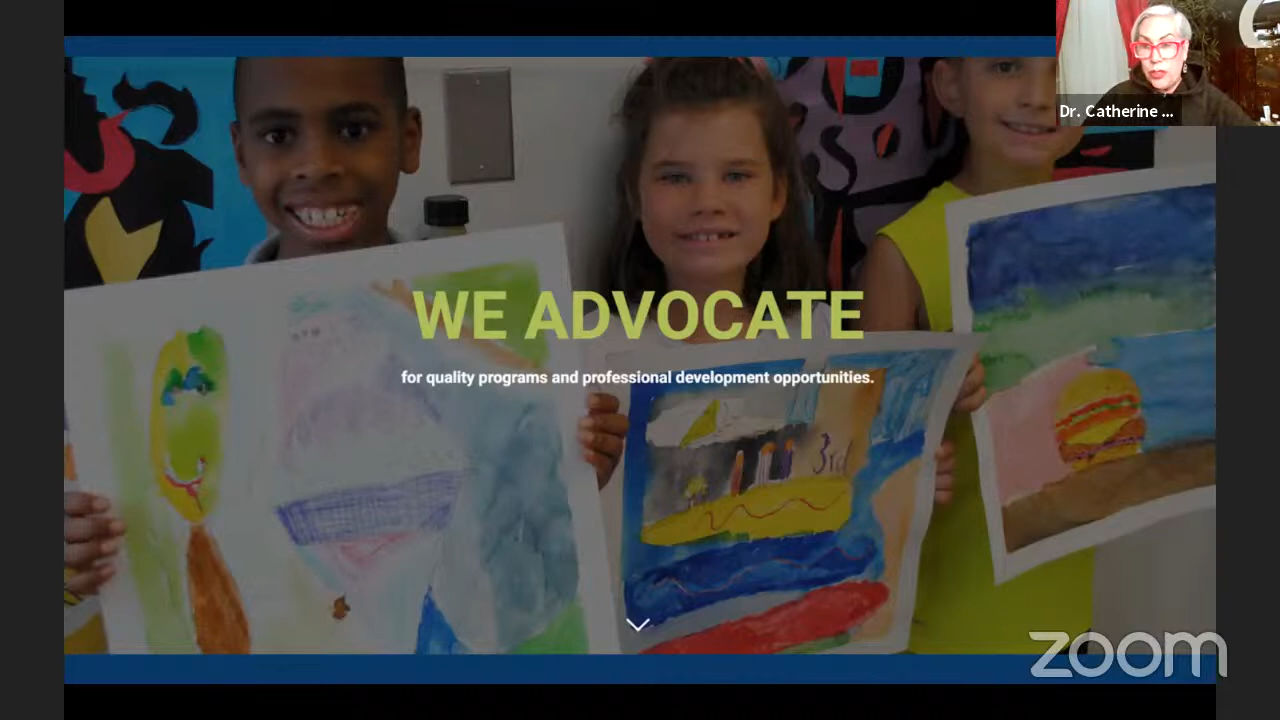 Dr. Catherine ...
WE ADVOCATE
for quality programs and professional development opportunities.
3rd
zoom